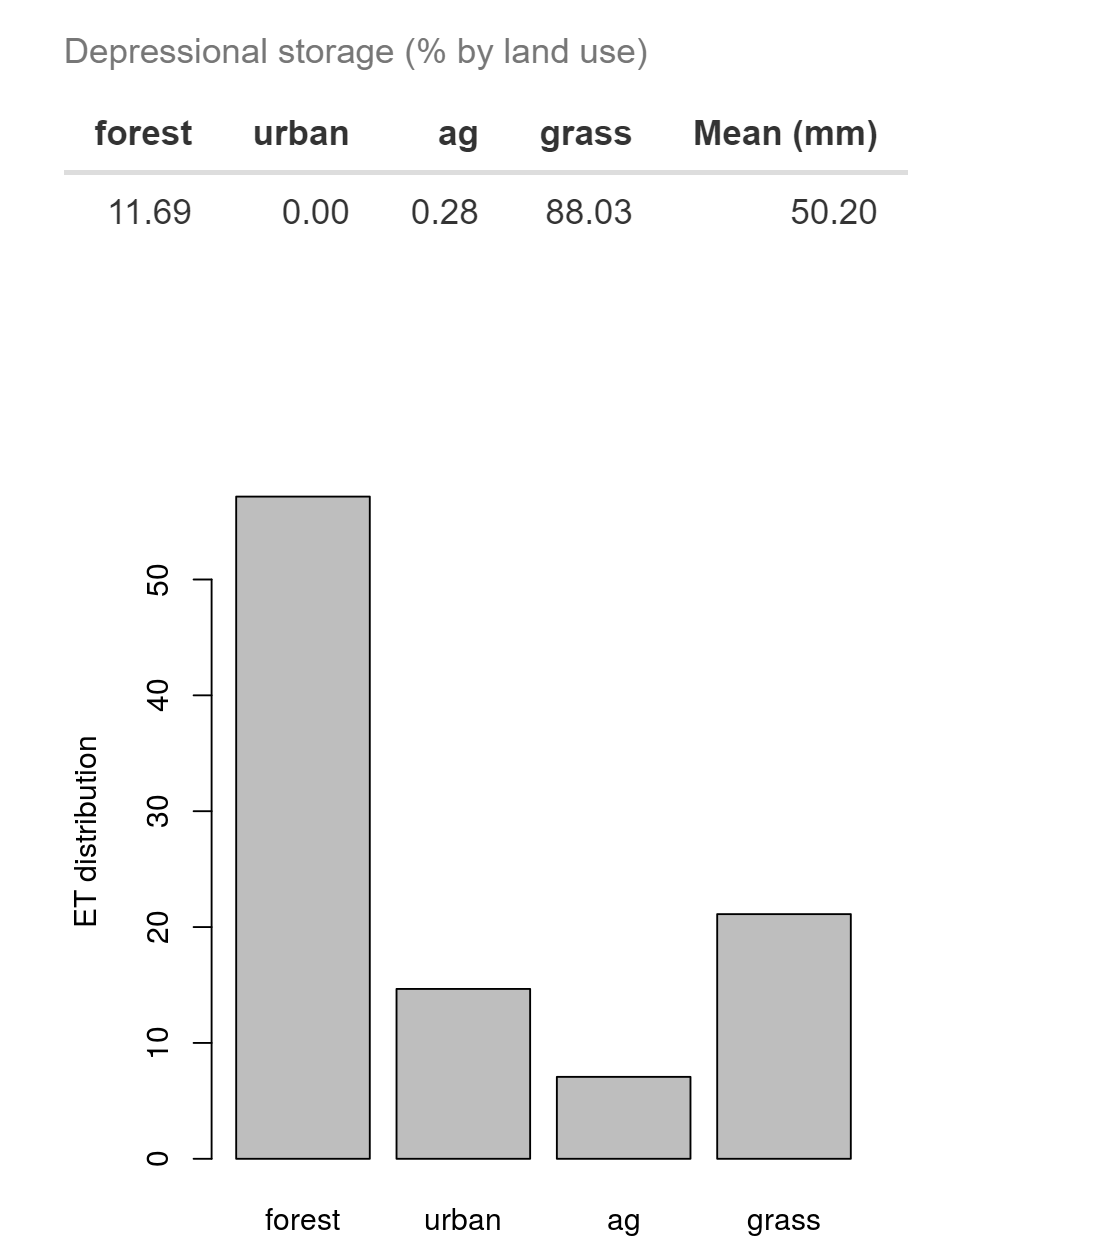 Depressional storage (% by land use)
forest urban ag grass Mean (mm)
11.69 0.00 0.28 88.03 50.20
50
40
30
20
10
0
ET distribution
forest urban ag grass